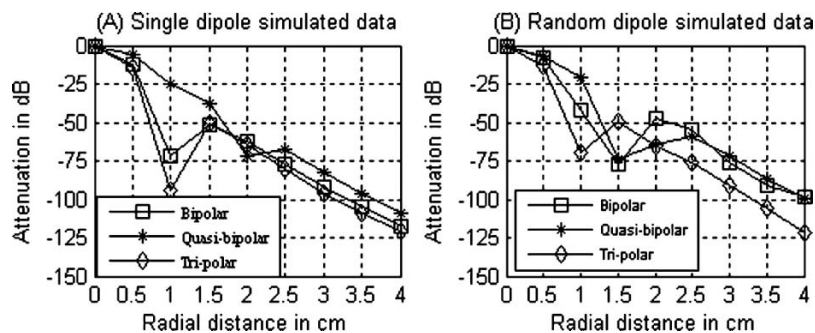 (A) Single dipole simulated data
Attenuation in dB
0
-25
-50
-75
-100
-125
-150
Bipolar
Quasi-bipolar
Tri-polar
0 0.5 1 1.5 2 2.5 3 3.5 4
Radial distance in cm
(B) Random dipole simulated data
Attenuation in dB
0
-25
-50
-75
-100
-125
-150
Bipolar
Quasi-bipolar
Tri-polar
0 0.5 1 1.5 2 2.5 3 3.5 4
Radial distance in cm